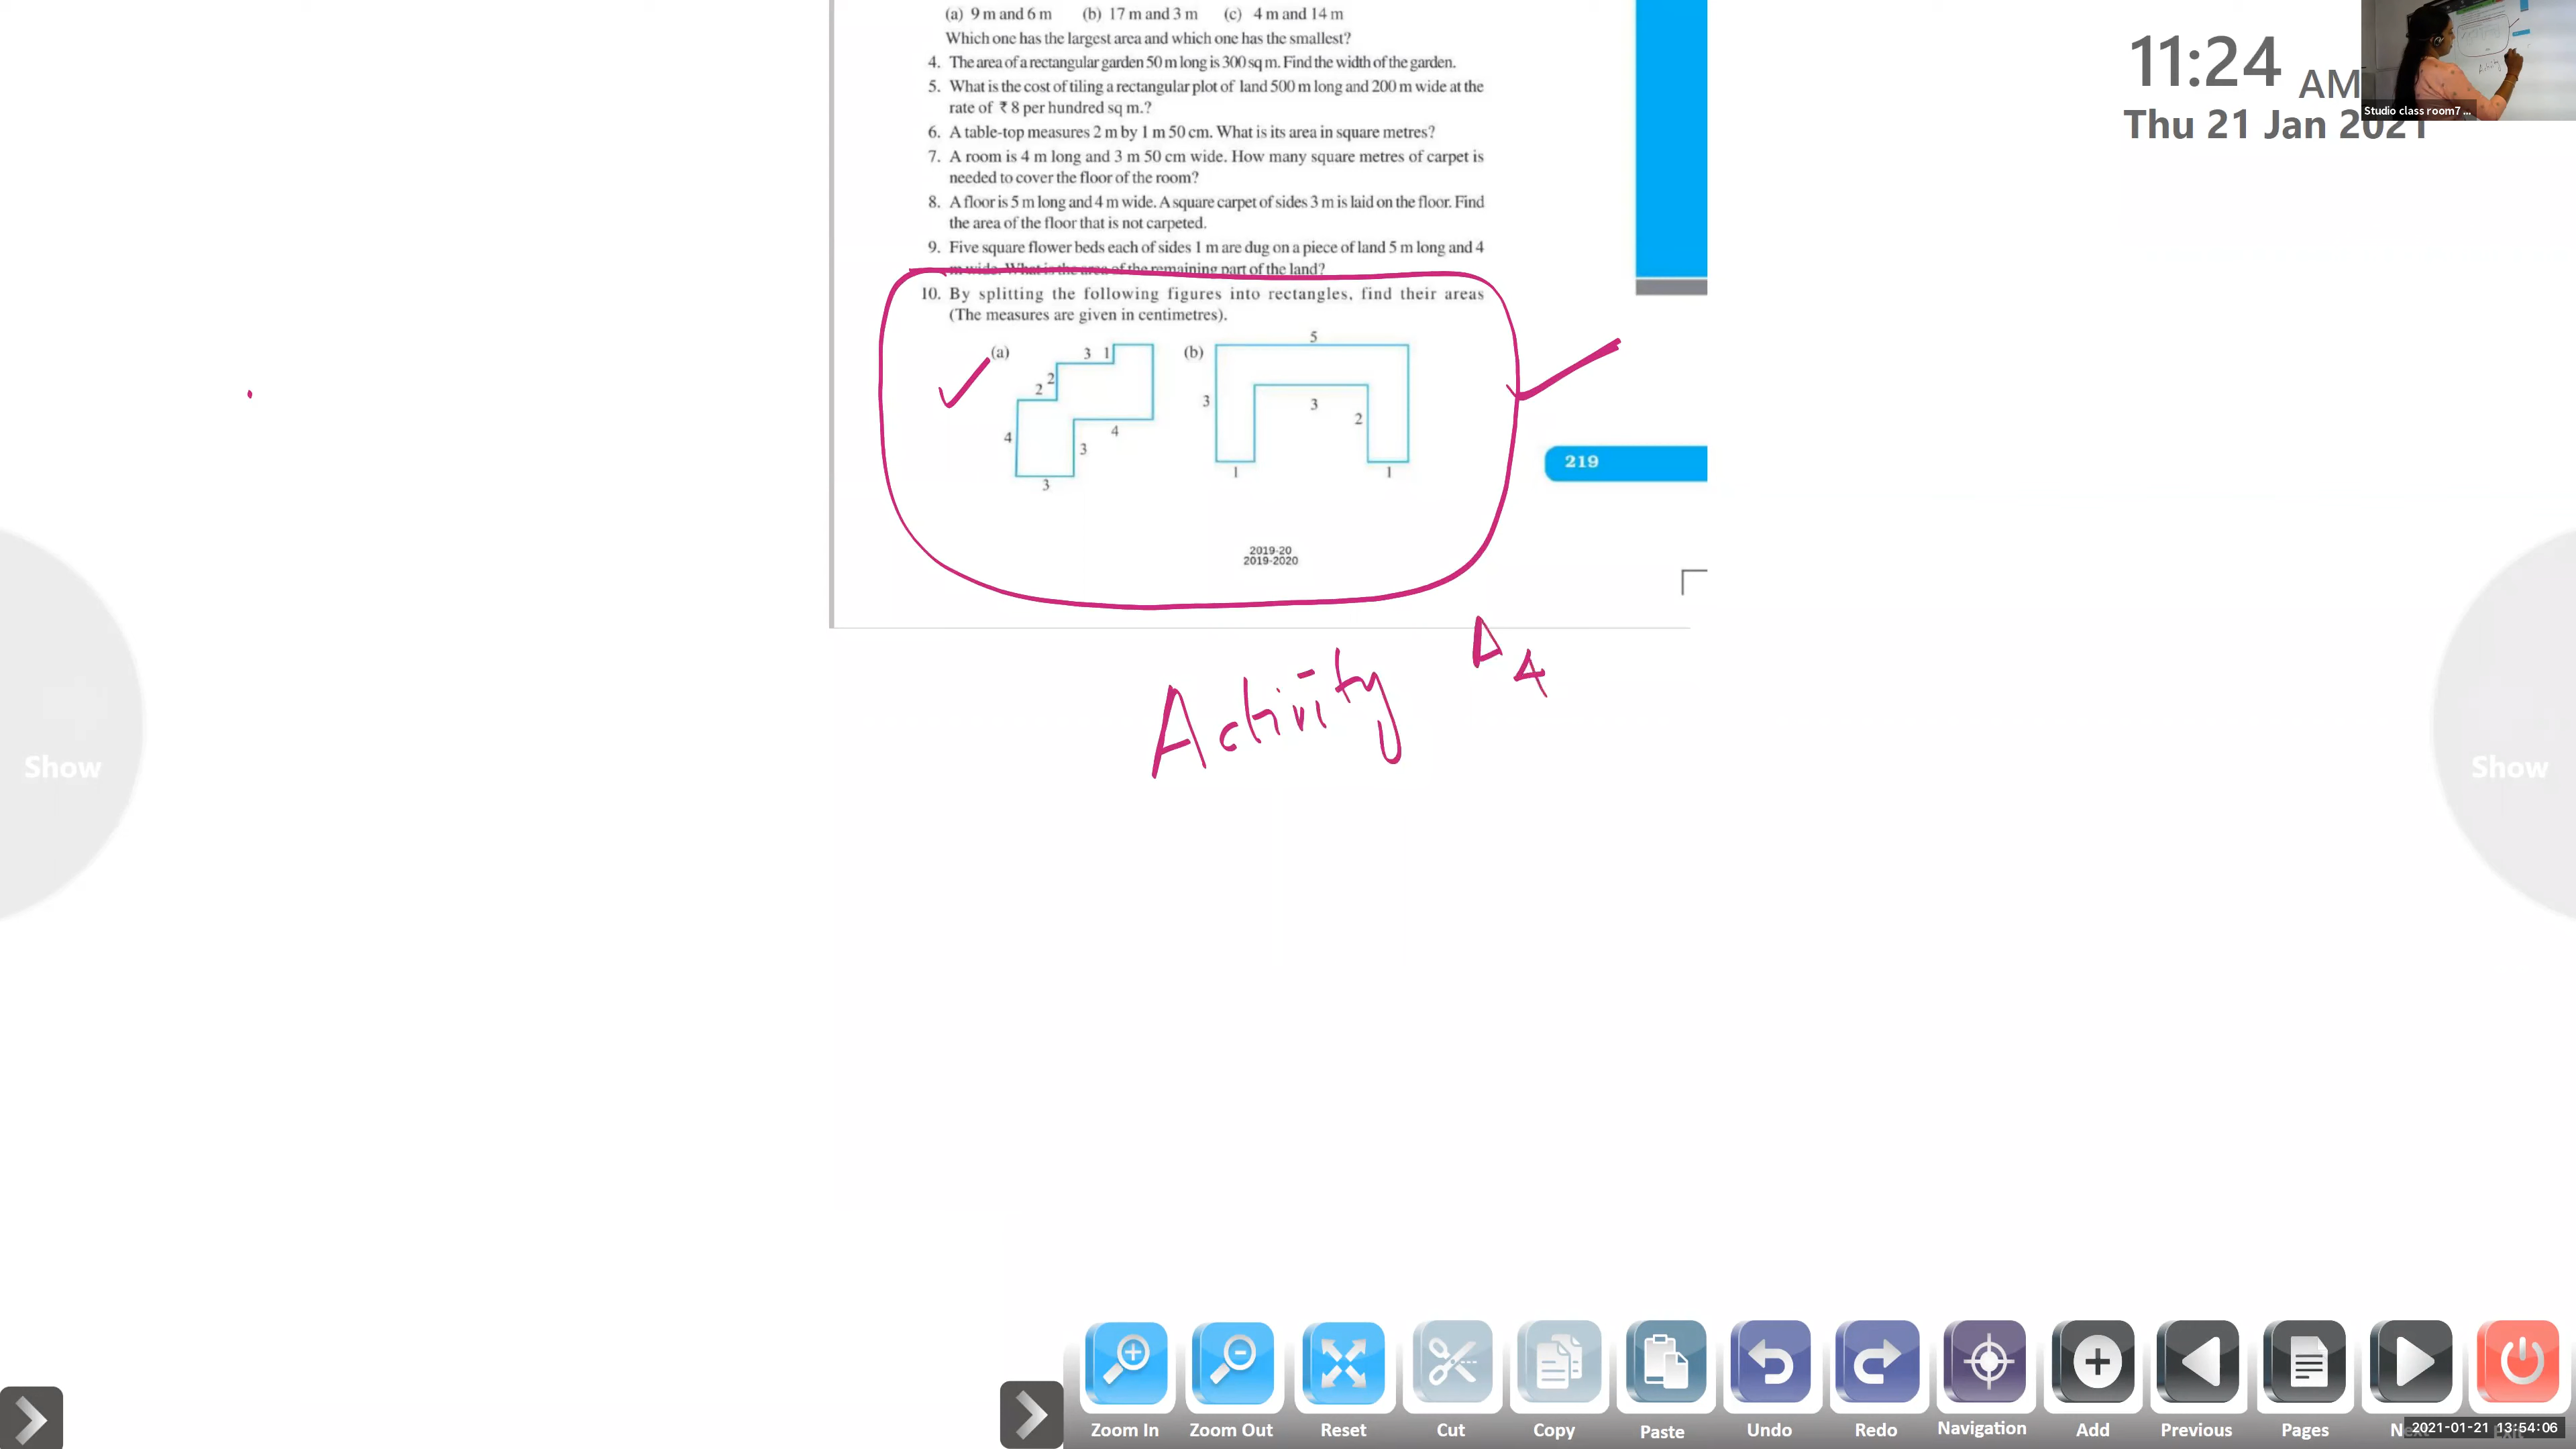 (a) 9 m and 6 m (b) 17 m and 3 m (c) 4 m and 14 m
Which one has the largest area and which one has the smallest?
4. The area of a rectangular garden 50 m long is 300 sq m. Find the width of the garden.
5. What is the cost of tiling a rectangular plot of land 500 m long and 200 m wide at the
rate of ₹ 8 per hundred sq m.?
6. A table-top measures 2 m by 1 m 50 cm. What is its area in square metres?
7. A room is 4 m long and 3 m 50 cm wide. How many square metres of carpet is
needed to cover the floor of the room?
8. A floor is 5 m long and 4 m wide. A square carpet of sides 3 m is laid on the floor. Find
the area of the floor that is not carpeted.
9. Five square flower beds each of sides 1 m are dug on a piece of land 5 m long and 4
m wide. What is the area of the remaining part of the land?
10. By splitting the following figures into rectangles, find their areas
(The measures are given in centimetres).
(a) 3 1
2
2
4
4
3
3
(b) 5
3
3
2
1 1
219
2019-20
2019-2020
Activity A4
11:24 AM
Thu 21 Jan 2021
Studio class room7 ...
Show
Show
Zoom In Zoom Out Reset Cut Copy Paste Undo Redo Navigation Add Previous Pages
2021-01-21 13:54:06